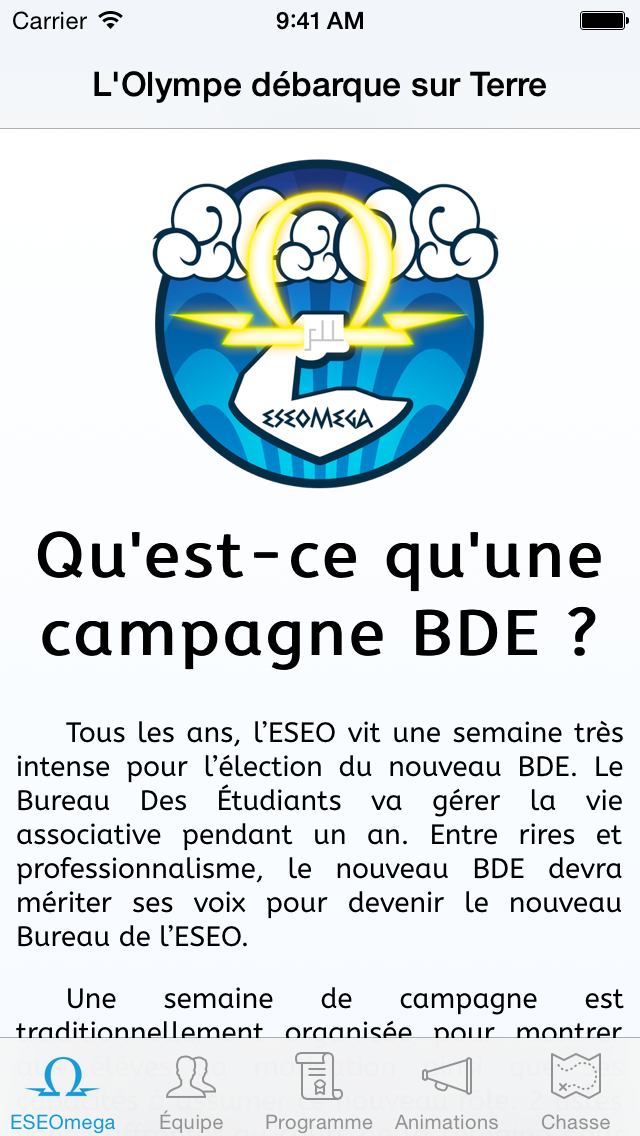 Carrier 9:41 AM
L'Olympe débarque sur Terre
ESEOMEGA
Qu'est-ce qu'une
campagne BDE ?
Tous les ans, l’ESEO vit une semaine très
intense pour l’élection du nouveau BDE. Le
Bureau Des Étudiants va gérer la vie
associative pendant un an. Entre rires et
professionnalisme, le nouveau BDE devra
mériter ses voix pour devenir le nouveau
Bureau de l’ESEO.
Une semaine de campagne est
traditionnellement organisée pour montrer
ESEOmega Équipe Programme Animations Chasse